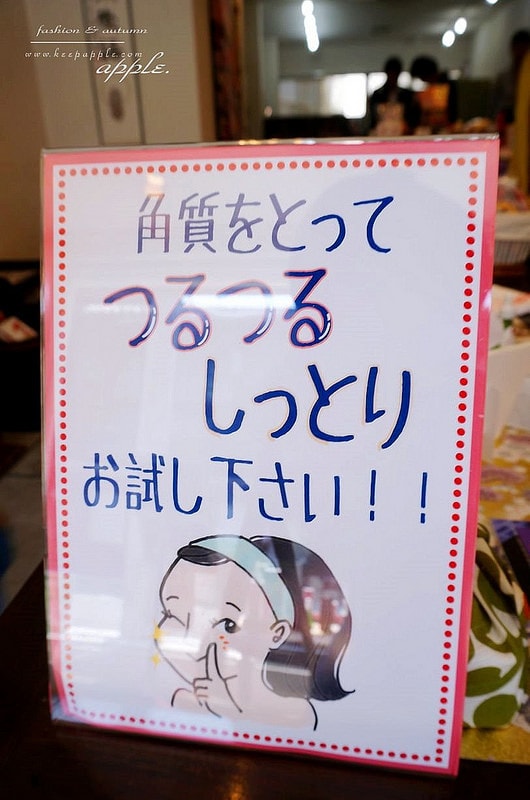 fashion & autumn
www.keepapple.com
apple.
角質をとって
つるつる
しっとり
お試し下さい!!